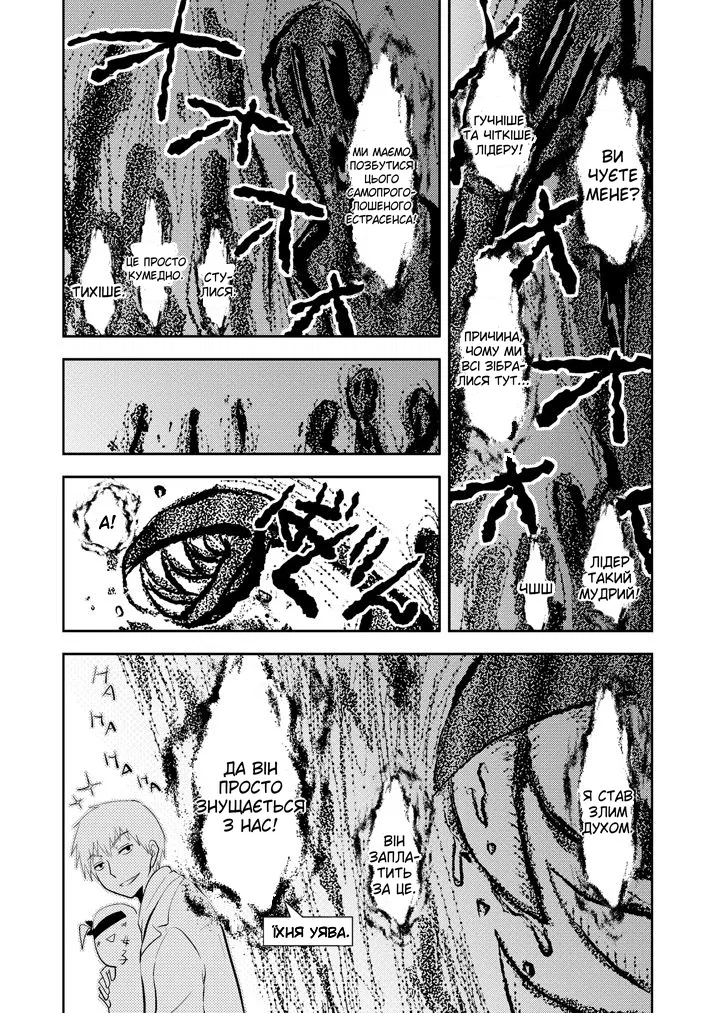 ВИ
ЧУЄТЕ
МЕНЕ?
ГУЧНІШЕ
ТА ЧІТКІШЕ,
ЛІДЕРУ!
ПРИЧИНА,
ЧОМУ МИ
ВСІ ЗІБРА-
ЛИСЯ ТУТ...
ЛІДЕР
ТАКИЙ
МУДРИЙ!
ЧШШ
МИ МАЄМО
ПОЗБУТИСЯ
ЦЬОГО
САМОПРОГО-
ЛОШЕНОГО
ЕСТРАСЕНСА!
СТУ-
ЛИСЯ.
ЦЕ ПРОСТО
КУМЕДНО.
ТИХІШЕ.
А!
Я СТАВ
ЗЛИМ
ДУХОМ.
ВІН
ЗАПЛА-
ТИТЬ
ЗА ЦЕ.
ДА ВІН
ПРОСТО
ЗНУЩАЄТЬСЯ
З НАС!
ЇХНЯ УЯВА.
HA
HA
HA
HA HA